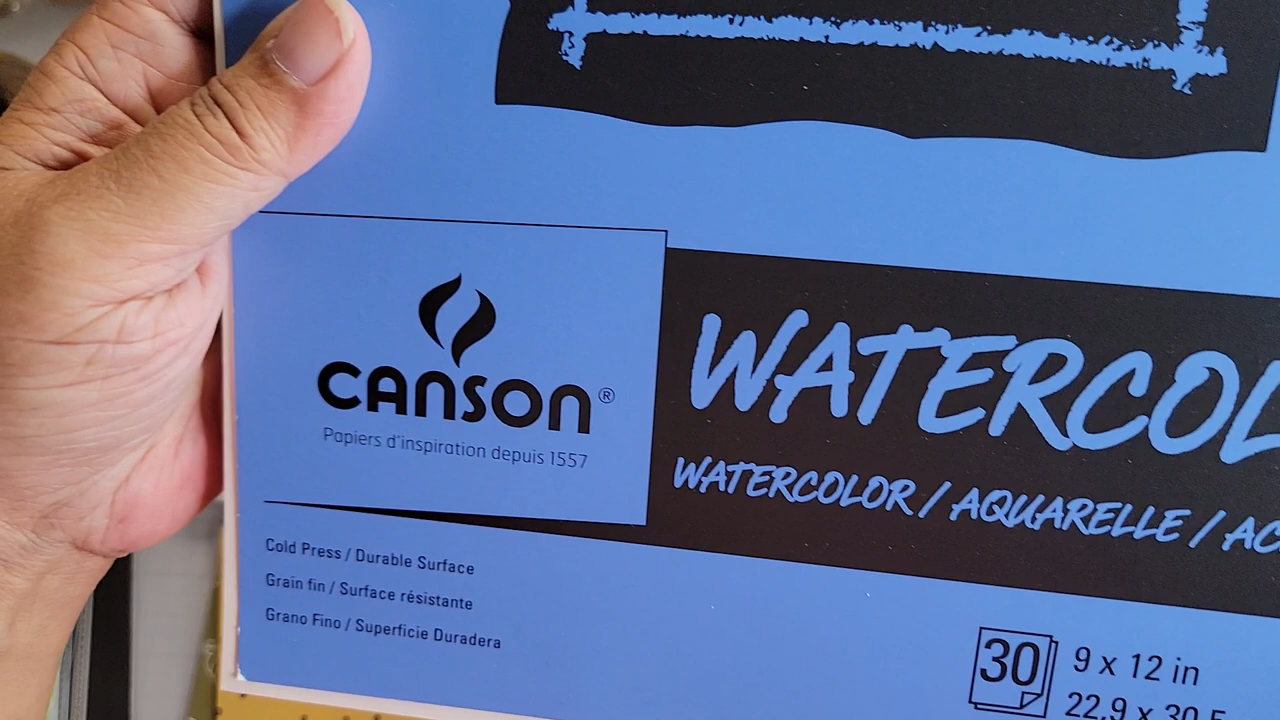 CANSON®
Papiers d'inspiration depuis 1557
WATERCOL
WATERCOLOR / AQUARELLE / AC
Cold Press / Durable Surface
Grain fin / Surface résistante
Grano Fino / Superficie Duradera
30
9 x 12 in
22.9 x 30.5